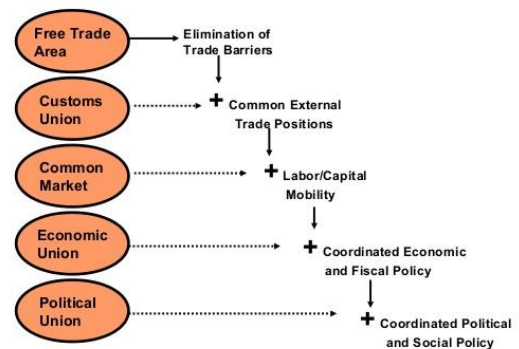 Free Trade
Area
Elimination of
Trade Barriers
Customs
Union
+ Common External
Trade Positions
Common
Market
+ Labor/Capital
Mobility
Economic
Union
+ Coordinated Economic
and Fiscal Policy
Political
Union
+ Coordinated Political
and Social Policy